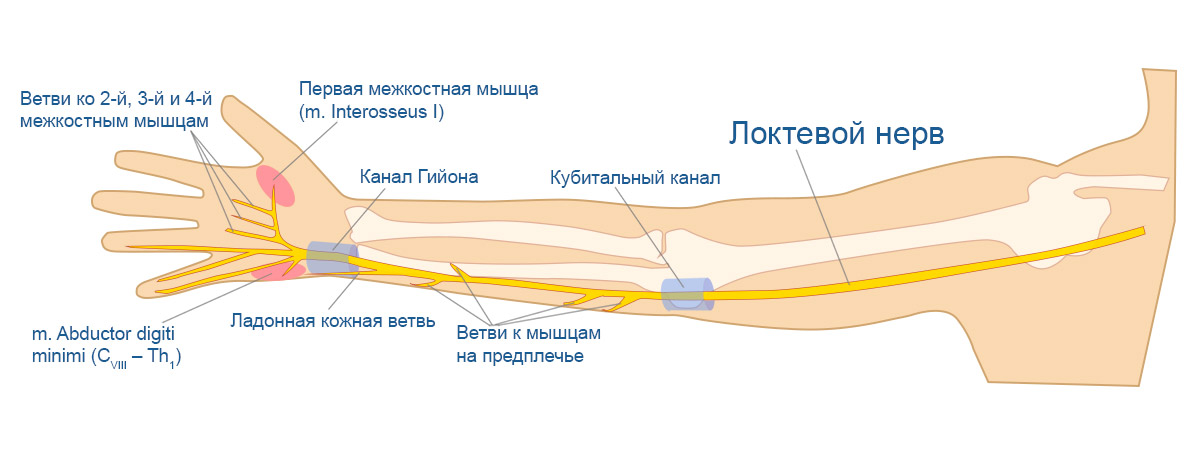 Ветви ко 2-й, 3-й и 4-й
межкостным мышцам
Первая межкостная мышца
(m. Interosseus I)
Локтевой нерв
Канал Гийона
Кубитальный канал
m. Abductor digiti
minimi (CVIII – Th1)
Ладонная кожная ветвь
Ветви к мышцам
на предплечье